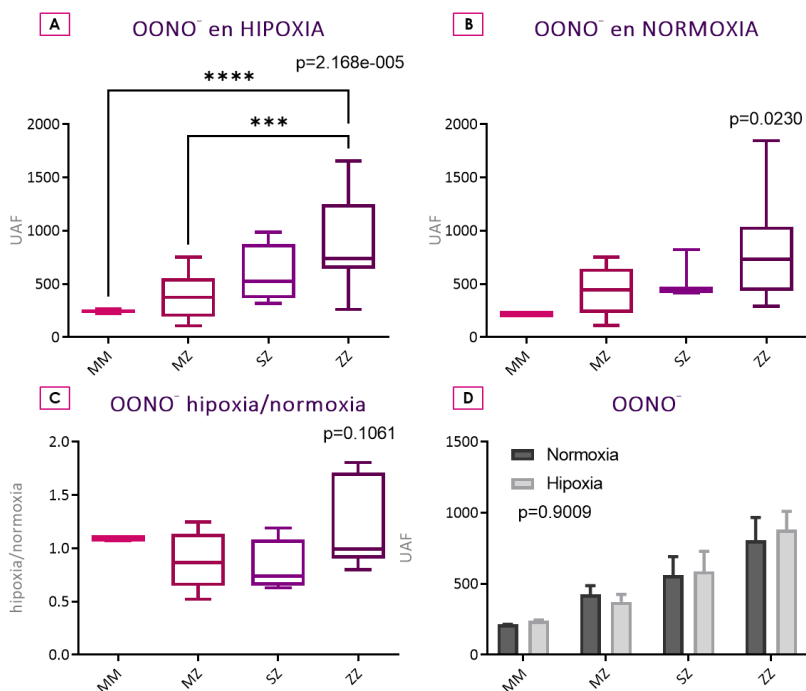 A
OONO⁻ en HIPOXIA
p=2.168e-005
****
***
2000
1500
1000
500
0
UAF
MM
MZ
SZ
ZZ
B
OONO⁻ en NORMOXIA
p=0.0230
2000
1500
1000
500
0
UAF
MM
MZ
SZ
ZZ
C
OONO⁻ hipoxia/normoxia
p=0.1061
2.0
1.5
1.0
0.5
0.0
hipoxia/normoxia
MM
MZ
SZ
ZZ
D
OONO⁻
1500
1000
500
0
UAF
Normoxia
Hipoxia
p=0.9009
MM
MZ
SZ
ZZ